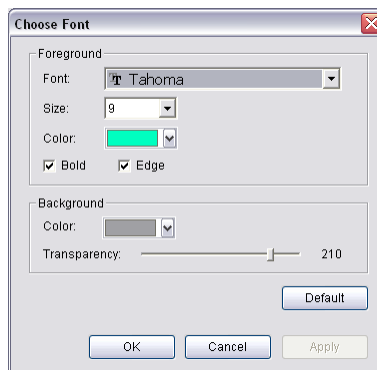 Choose Font
Foreground
Font: Tahoma
Size: 9
Color:
Bold Edge
Background
Color:
Transparency: 210
Default
OK Cancel Apply